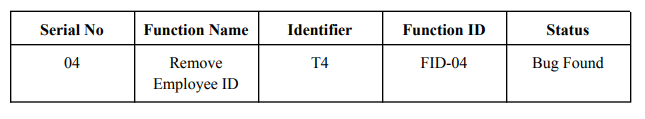 Serial No Function Name Identifier Function ID Status
04 Remove T4 FID-04 Bug Found
Employee ID